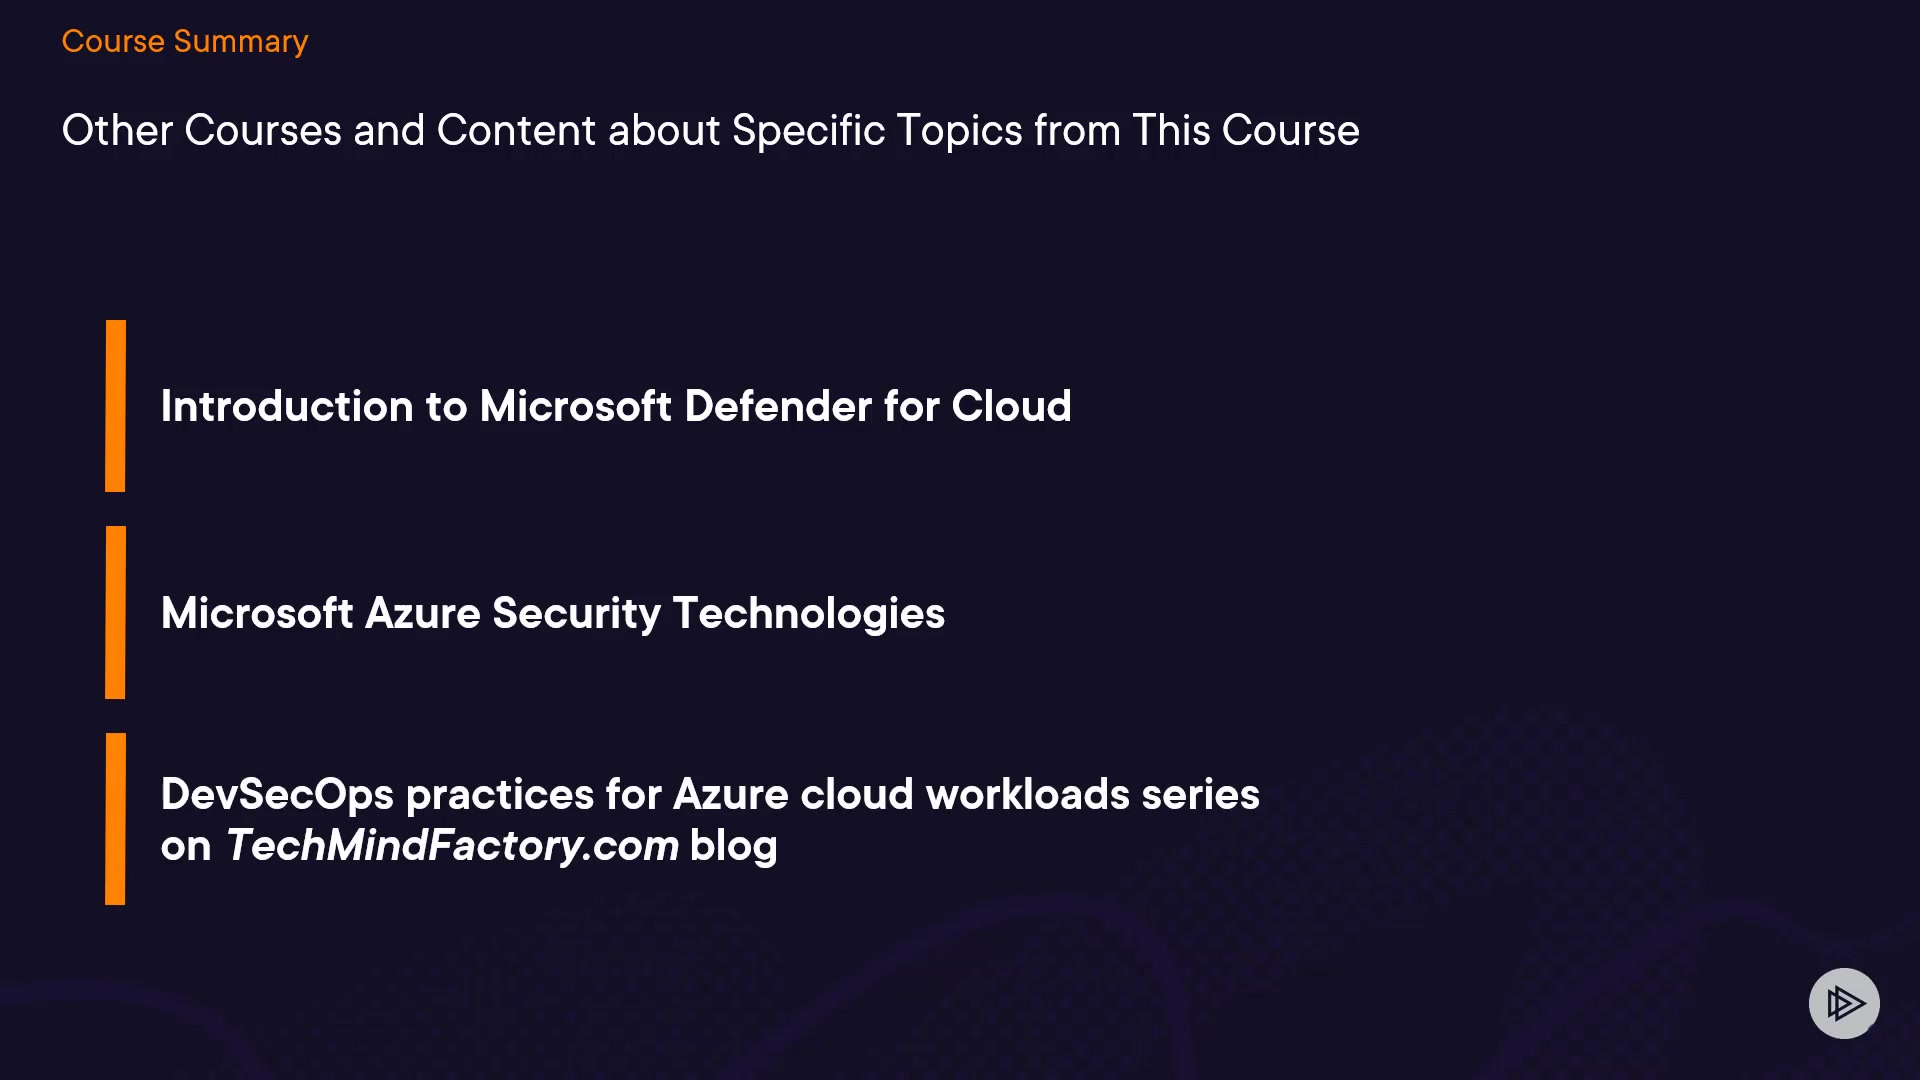 Course Summary
Other Courses and Content about Specific Topics from This Course
Introduction to Microsoft Defender for Cloud
Microsoft Azure Security Technologies
DevSecOps practices for Azure cloud workloads series
on TechMindFactory.com blog